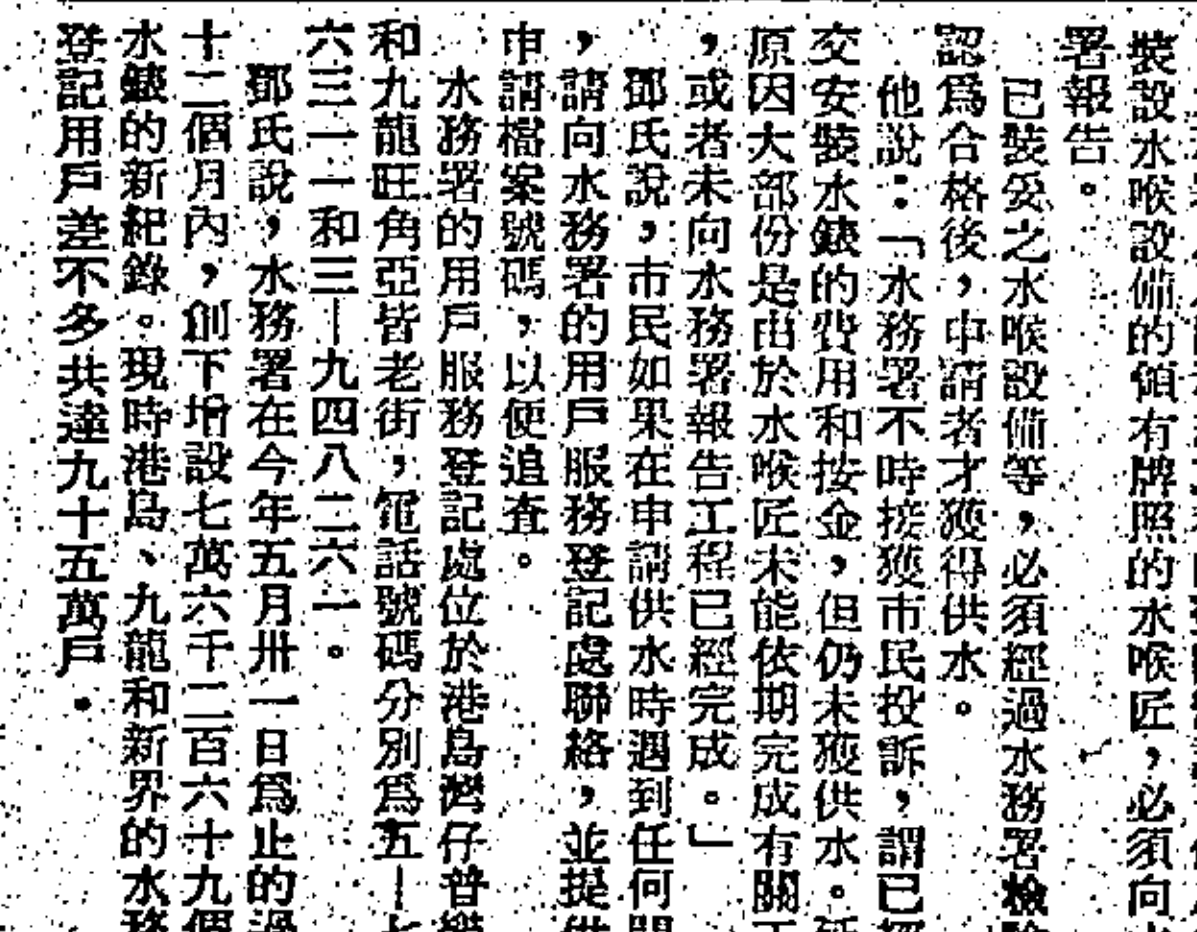 裝設水喉設備的領有牌照的水喉匠，必須向
署報告。
已裝妥之水喉設備等，必須經過水務署檢
認爲合格後，申請者才獲得供水。
他說：「水務署不時接獲市民投訴，謂已
交安裝水錶的費用和按金，但仍未獲供水。
原因大部份是由於水喉匠未能依期完成有關
，或者未向水務署報告工程已經完成。」
鄧氏說，市民如果在申請供水時遇到任何
，請向水務署的用戶服務登記處聯絡，並提供
申請檔案號碼，以便追查。
水務署的用戶服務登記處位於港島灣仔普
和九龍旺角亞皆老街，電話號碼分別爲五—七
六三一一一和三—九四八二六一。
鄧氏說，水務署在今年五月卅一日爲止的過
十二個月內，創下增設七萬六千二百六十九個
水錶的新紀錄。現時港島、九龍和新界的水務
登記用戶差不多共達九十五萬戶．